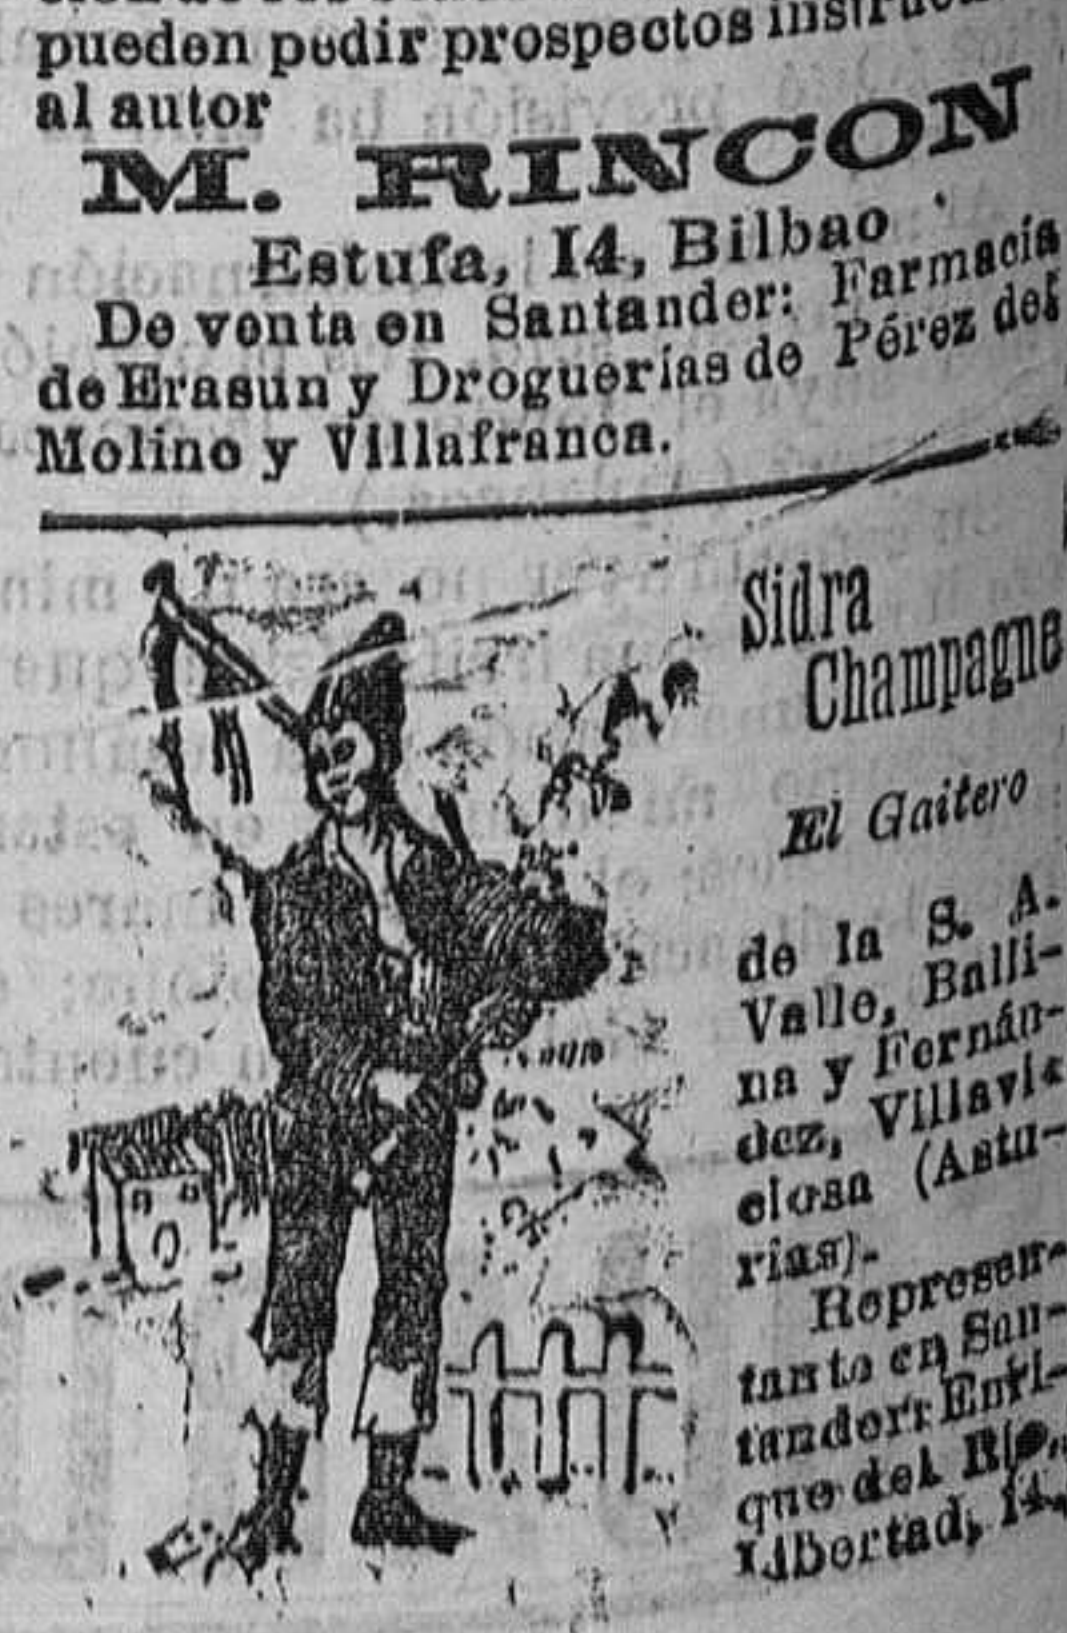 pueden pedir prospectos
al autor
M. RINCON
Estufa, 14, Bilbao
De venta en Santander: Farmacia
de Erasun y Droguerías de Pérez del
Molino y Villafranca.
Sidra
Champagne
El Gaitero
de la S. A.
Valle, Balli-
na y Fernán-
dez, Villavi-
ciosa (Astu-
rias).
Represen-
tante en San-
tander: Enri-
que del Río,
Libertad, 14.